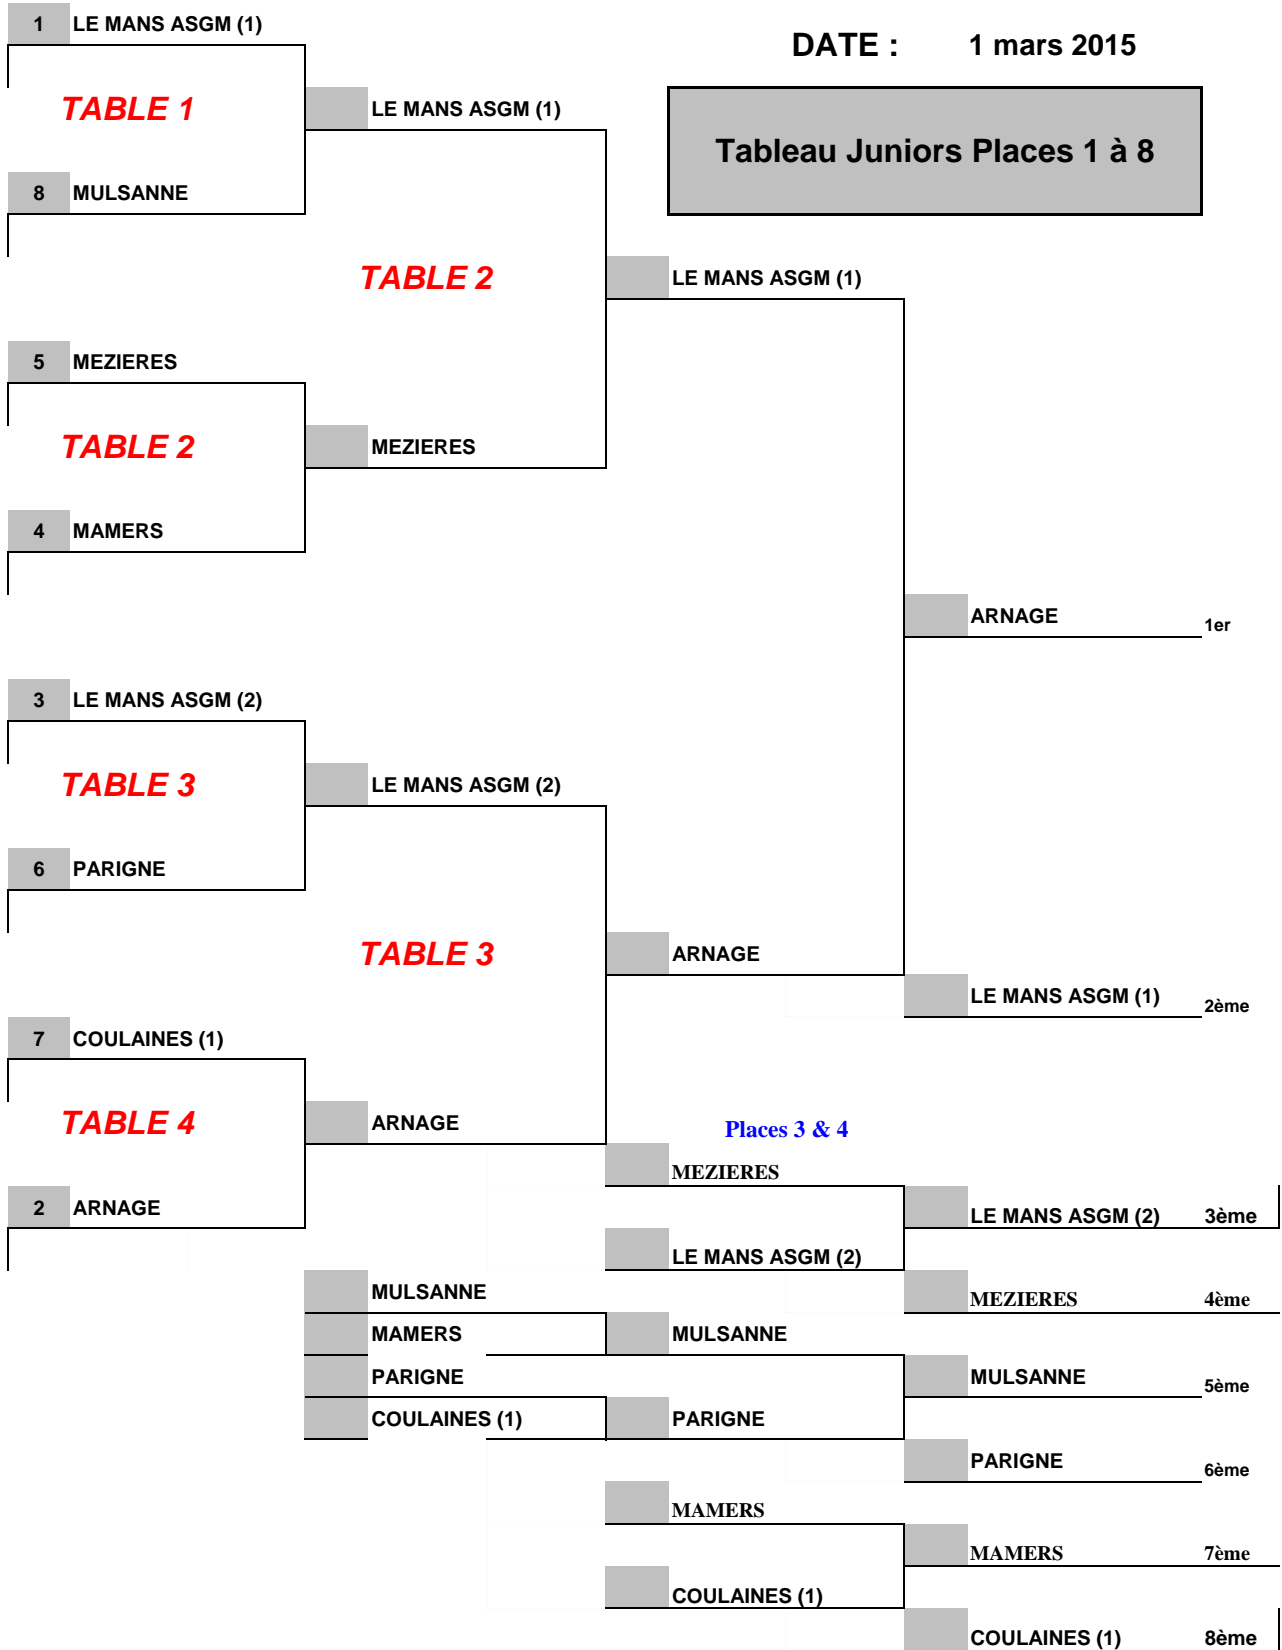 1 LE MANS ASGM (1)
DATE : 1 mars 2015
TABLE 1
LE MANS ASGM (1)
Tableau Juniors Places 1 à 8
8 MULSANNE
TABLE 2
LE MANS ASGM (1)
5 MEZIERES
TABLE 2
MEZIERES
4 MAMERS
ARNAGE 1er
3 LE MANS ASGM (2)
TABLE 3
LE MANS ASGM (2)
6 PARIGNE
TABLE 3
ARNAGE
LE MANS ASGM (1) 2ème
7 COULAINES (1)
TABLE 4
ARNAGE
Places 3 & 4
MEZIERES
2 ARNAGE
LE MANS ASGM (2) 3ème
LE MANS ASGM (2)
MULSANNE
MEZIERES 4ème
MAMERS
MULSANNE
PARIGNE
MULSANNE 5ème
COULAINES (1)
PARIGNE
PARIGNE 6ème
MAMERS
MAMERS 7ème
COULAINES (1)
COULAINES (1) 8ème